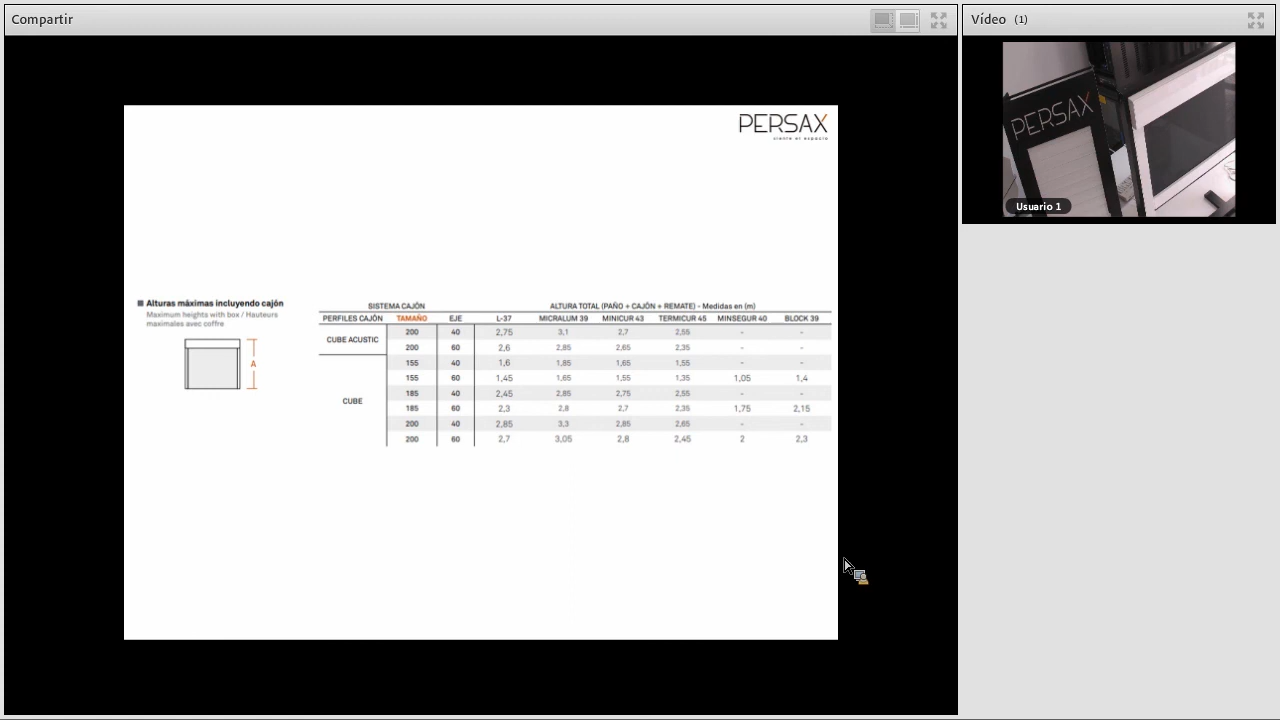 Compartir
Vídeo (1)
PERSAX
siente el espacio
PERSAX
Usuario 1
Alturas máximas incluyendo cajón
Maximum heights with box / Hauteurs
maximales avec coffre
A
SISTEMA CAJÓN ALTURA TOTAL (PAÑO + CAJÓN + REMATE) - Medidas en (m)
PERFILES CAJÓN TAMAÑO EJE L-37 MICRALUM 39 MINICUR 43 TERMICUR 45 MINSEGUR 40 BLOCK 39
CUBE ACUSTIC
200 40 2,75 3,1 2,7 2,55 - -
200 60 2,6 2,85 2,65 2,35 - -
CUBE
155 40 1,6 1,85 1,65 1,55 - -
155 60 1,45 1,65 1,55 1,35 1,05 1,4
185 40 2,45 2,85 2,75 2,55 - -
185 60 2,3 2,8 2,7 2,35 1,75 2,15
200 40 2,85 3,3 2,85 2,65 - -
200 60 2,7 3,05 2,8 2,45 2 2,3